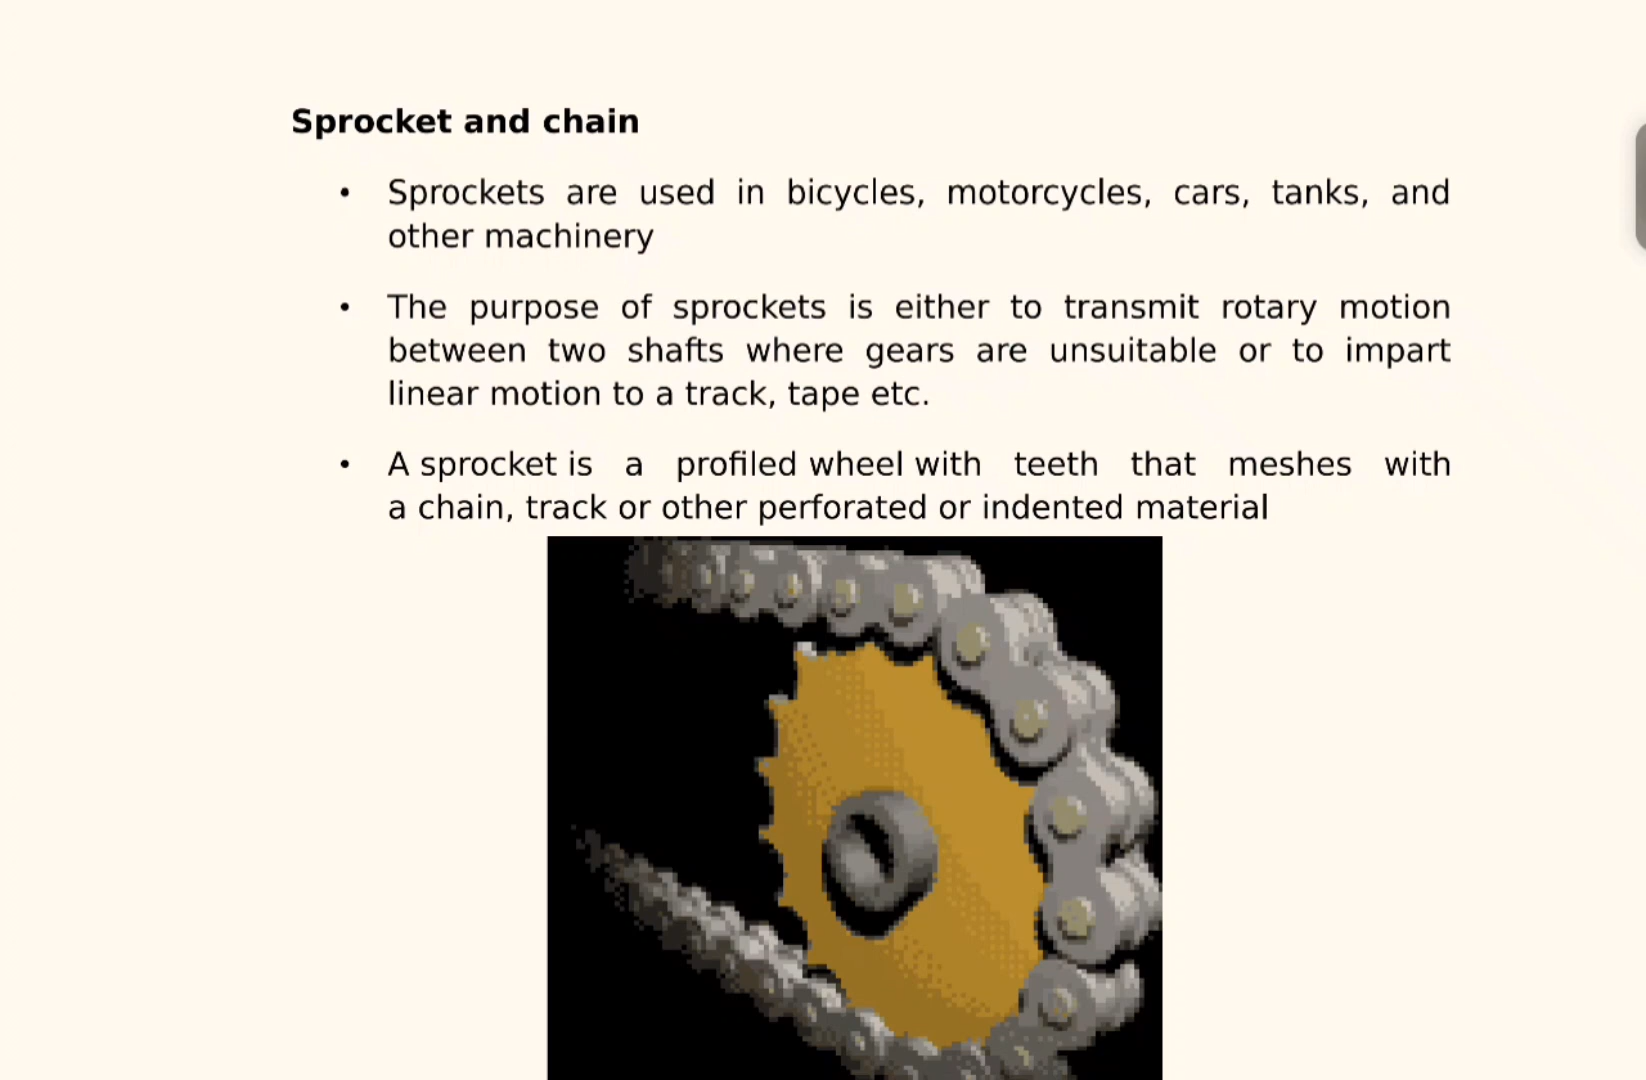 Sprocket and chain
• Sprockets are used in bicycles, motorcycles, cars, tanks, and
other machinery
• The purpose of sprockets is either to transmit rotary motion
between two shafts where gears are unsuitable or to impart
linear motion to a track, tape etc.
• A sprocket is a profiled wheel with teeth that meshes with
a chain, track or other perforated or indented material